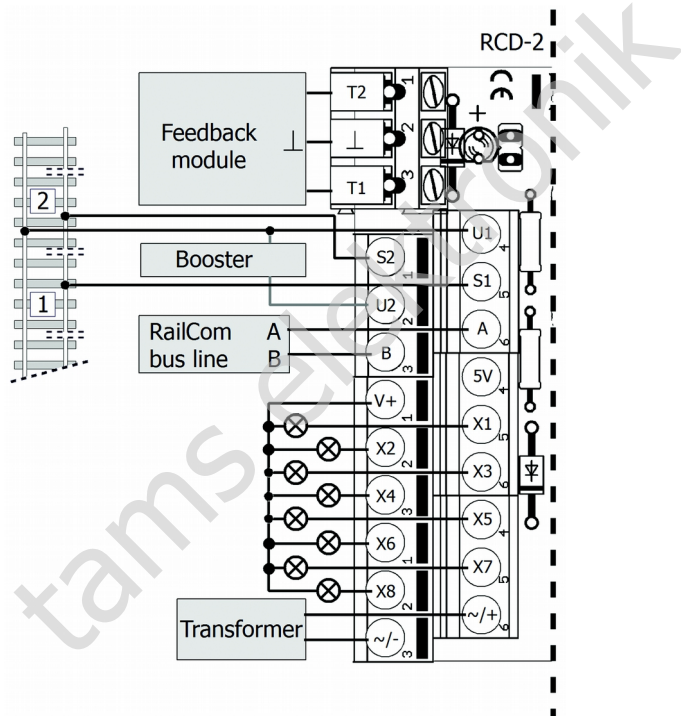 RCD-2
CE
T2
1
+
Feedback
module
⊥
⊥
2
T1
3
2
U1
4
Booster
S2
1
S1
5
1
U2
2
RailCom A
bus line B
A
6
B
3
5V
4
V+
1
X1
5
X2
2
X3
6
X4
3
X5
4
X6
1
X7
5
X8
2
Transformer
~/+
6
~/-
3
tams elektronik